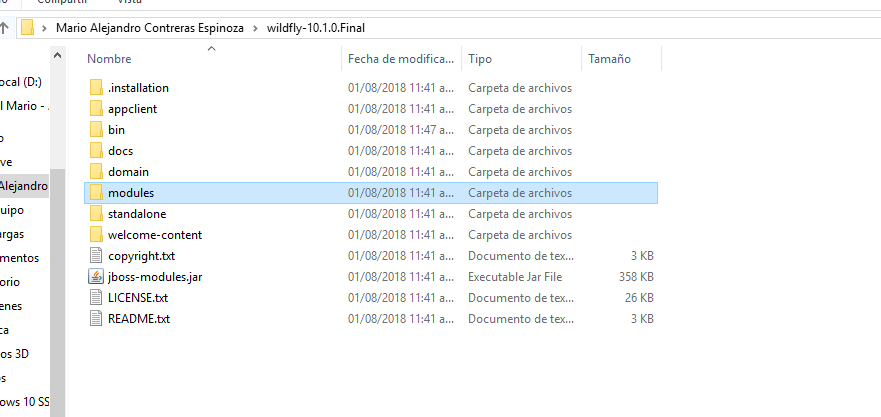 Compartir Vista
Mario Alejandro Contreras Espinoza > wildfly-10.1.0.Final
Nombre Fecha de modifica... Tipo Tamaño
.installation 01/08/2018 11:41 a... Carpeta de archivos
ocal (D:)
appclient 01/08/2018 11:41 a... Carpeta de archivos
l Mario - .
bin 01/08/2018 11:47 a... Carpeta de archivos
o
docs 01/08/2018 11:41 a... Carpeta de archivos
ve
domain 01/08/2018 11:41 a... Carpeta de archivos
Alejandro
modules 01/08/2018 11:41 a... Carpeta de archivos
quipo
standalone 01/08/2018 11:41 a... Carpeta de archivos
rgas
welcome-content 01/08/2018 11:41 a... Carpeta de archivos
mentos
copyright.txt 01/08/2018 11:41 a... Documento de tex... 3 KB
orio
jboss-modules.jar 01/08/2018 11:41 a... Executable Jar File 358 KB
enes
LICENSE.txt 01/08/2018 11:41 a... Documento de tex... 26 KB
ca
README.txt 01/08/2018 11:41 a... Documento de tex... 3 KB
os 3D
os
ows 10 SS